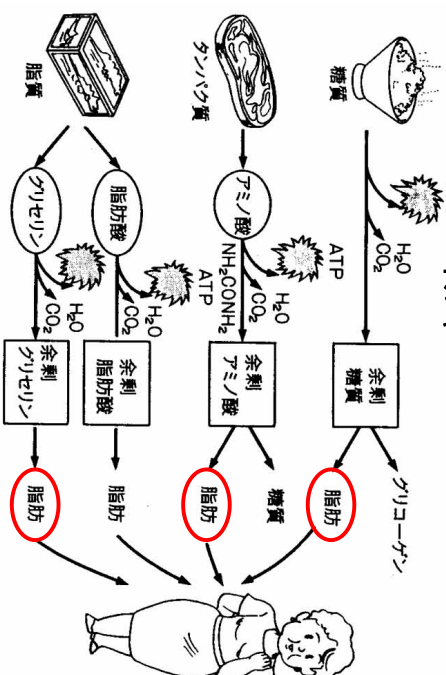 糖質
H₂O
CO₂
余剰
糖質
グリコーゲン
脂肪
タンパク質
アミノ酸
ATP
H₂O
CO₂
NH₂CONH₂
余剰
アミノ酸
糖質
脂肪
脂質
脂肪酸
ATP
H₂O
CO₂
余剰
脂肪酸
脂肪
グリセリン
H₂O
CO₂
余剰
グリセリン
脂肪